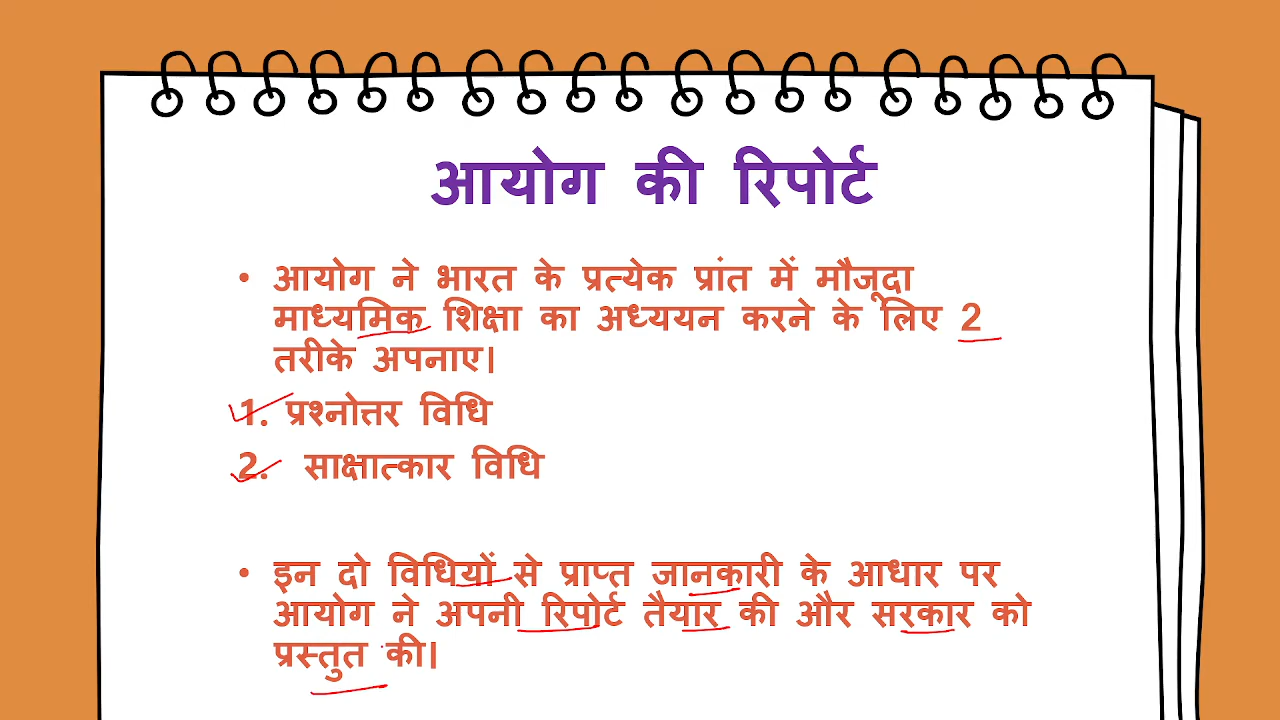 आयोग की रिपोर्ट
• आयोग ने भारत के प्रत्येक प्रांत में मौजूदा
माध्यमिक शिक्षा का अध्ययन करने के लिए 2
तरीके अपनाए।
1. प्रश्नोत्तर विधि
2. साक्षात्कार विधि
• इन दो विधियों से प्राप्त जानकारी के आधार पर
आयोग ने अपनी रिपोर्ट तैयार की और सरकार को
प्रस्तुत की।